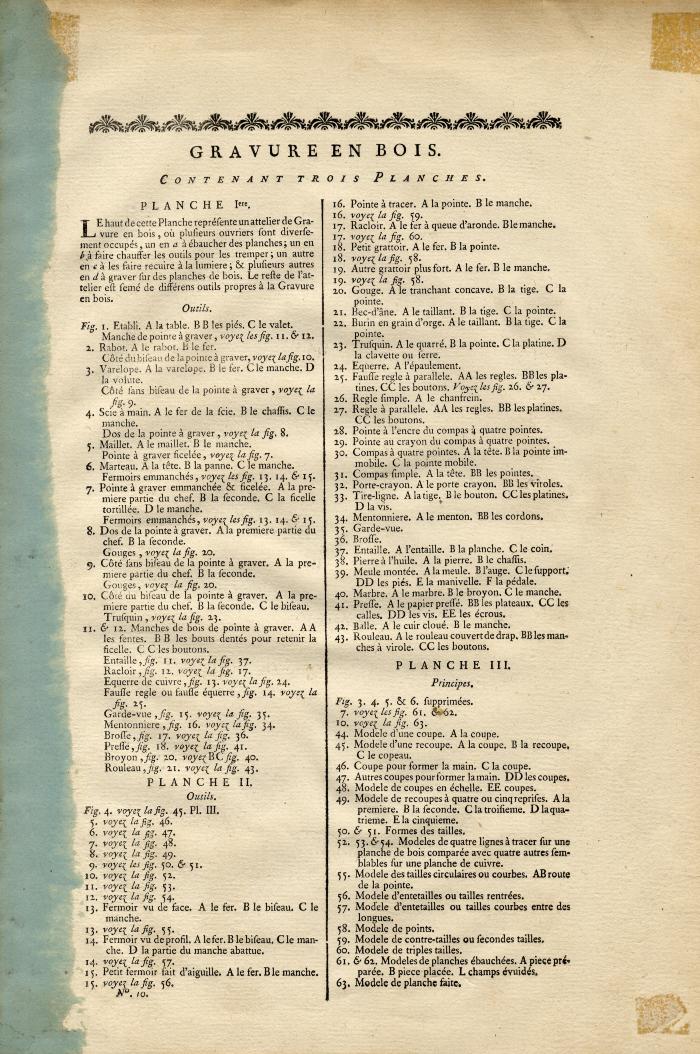 GRAVURE EN BOIS.
CONTENANT TROIS PLANCHES.
PLANCHE Iere.
LE haut de cette Planche représente un attelier de Gra-
vure en bois, où plusieurs ouvriers sont diverse-
ment occupés, un en a à ébaucher des planches; un en
b à faire chauffer les outils pour les tremper; un autre
en c à les faire recuire à la lumiere; & plusieurs autres
en d à graver sur des planches de bois. Le reste de l'at-
telier est semé de différens outils propres à la Gravure
en bois.
Outils.
Fig. 1. Etabli. A la table. BB les piés. C le valet.
Manche de pointe à graver, voyez les fig. 11. & 12.
2. Rabot. A le rabot. B le fer.
Côté du biseau de la pointe à graver, voyez la fig. 10.
3. Varelope. A la varelope. B le fer. C le manche. D
la volute.
Côté sans biseau de la pointe à graver, voyez la
fig. 9.
4. Scie à main. A le fer de la scie. B le chassis. C le
manche.
Dos de la pointe à graver, voyez la fig. 8.
5. Maillet. A le maillet. B le manche.
Pointe à graver ficelée, voyez la fig. 7.
6. Marteau. A la tête. B la panne. C le manche.
Fermoirs emmanchés, voyez les fig. 13. 14. & 15.
7. Pointe à graver emmanchée & ficelée. A la pre-
miere partie du chef. B la seconde. C la ficelle
tortillée. D le manche.
Fermoirs emmanchés, voyez les fig. 13. 14. & 15.
8. Dos de la pointe à graver. A la premiere partie du
chef. B la seconde.
Gouges, voyez la fig. 20.
9. Côté sans biseau de la pointe à graver. A la pre-
miere partie du chef. B la seconde.
Gouges, voyez la fig. 20.
10. Côté du biseau de la pointe à graver. A la pre-
miere partie du chef. B la seconde. C le biseau.
Trusquin, voyez la fig. 23.
11. & 12. Manches de bois de pointe à graver. AA
les fentes. BB les bouts dentés pour retenir la
ficelle. CC les boutons.
Entaille, fig. 11. voyez la fig. 37.
Racloir, fig. 12. voyez la fig. 17.
Equerre de cuivre, fig. 13. voyez la fig. 24.
Fausse regle ou fausse équerre, fig. 14. voyez la
fig. 25.
Garde-vue, fig. 15. voyez la fig. 35.
Mentonniere, fig. 16. voyez la fig. 34.
Brosse, fig. 17. voyez la fig. 36.
Presse, fig. 18. voyez la fig. 41.
Broyon, fig. 20. voyez BC fig. 40.
Rouleau, fig. 21. voyez la fig. 43.
PLANCHE II.
Outils.
Fig. 4. voyez la fig. 45. Pl. III.
5. voyez la fig. 46.
6. voyez la fig. 47.
7. voyez la fig. 48.
8. voyez la fig. 49.
9. voyez les fig. 50. & 51.
10. voyez la fig. 52.
11. voyez la fig. 53.
12. voyez la fig. 54.
13. Fermoir vu de face. A le fer. B le biseau. C le
manche.
13. voyez la fig. 55.
14. Fermoir vu de profil. A le fer. B le biseau. C le man-
che. D la partie du manche abattue.
14. voyez la fig. 57.
15. Petit fermoir fait d'aiguille. A le fer. B le manche.
15. voyez la fig. 56.
N°. 10.
16. Pointe à tracer. A la pointe. B le manche.
16. voyez la fig. 59.
17. Racloir. A le fer à queue d'aronde. B le manche.
17. voyez la fig. 60.
18. Petit grattoir. A le fer. B la pointe.
18. voyez la fig. 58.
19. Autre grattoir plus fort. A le fer. B le manche.
19. voyez la fig. 58.
20. Gouge. A le tranchant concave. B la tige. C la
pointe.
21. Bec-d'âne. A le taillant. B la tige. C la pointe.
22. Burin en grain d'orge. A le taillant. B la tige. C la
pointe.
23. Trusquin. A le quarré. B la pointe. C la platine. D
la clavette ou serre.
24. Equerre. A l'épaulement.
25. Fausse regle à parallele. AA les regles. BB les pla-
tines. CC les boutons. Voyez les fig. 26. & 27.
26. Regle simple. A le chanfrein.
27. Regle à parallele. AA les regles. BB les platines.
CC les boutons.
28. Pointe à l'encre du compas à quatre pointes.
29. Pointe au crayon du compas à quatre pointes.
30. Compas à quatre pointes. A la tête. B la pointe im-
mobile. C la pointe mobile.
31. Compas simple. A la tête. BB les pointes.
32. Porte-crayon. A le porte crayon. BB les viroles.
33. Tire-ligne. A la tige. B le bouton. CC les platines.
D la vis.
34. Mentonniere. A le menton. BB les cordons.
35. Garde-vue.
36. Brosse.
37. Entaille. A l'entaille. B la planche. C le coin.
38. Pierre à l'huile. A la pierre. B le chassis.
39. Meule montée. A la meule. B l'auge. C le support.
DD les piés. E la manivelle. F la pédale.
40. Marbre. A le marbre. B le broyon. C le manche.
41. Presse. A le papier pressé. BB les plateaux. CC les
calles. DD les vis. EE les écrous.
42. Balle. A le cuir cloué. B le manche.
43. Rouleau. A le rouleau couvert de drap. BB les man-
ches à virole. CC les boutons.
PLANCHE III.
Principes.
Fig. 3. 4. 5. & 6. supprimées.
7. voyez les fig. 61. & 62.
10. voyez la fig. 63.
44. Modele d'une coupe. A la coupe.
45. Modele d'une recoupe. A la coupe. B la recoupe,
C le copeau.
46. Coupe pour former la main. C la coupe.
47. Autres coupes pour former la main. DD les coupes.
48. Modele de coupes en échelle. EE coupes.
49. Modele de recoupes à quatre ou cinq reprises. A la
premiere. B la seconde. C la troisieme. D la qua-
trieme. E la cinquieme.
50. & 51. Formes des tailles.
52. 53. & 54. Modeles de quatre lignes à tracer sur une
planche de bois comparée avec quatre autres sem-
blables sur une planche de cuivre.
55. Modele des tailles circulaires ou courbes. AB route
de la pointe.
56. Modele d'entetailles ou tailles rentrées.
57. Modele d'entetailles ou tailles courbes entre des
longues.
58. Modele de points.
59. Modele de contre-tailles ou secondes tailles.
60. Modele de triples tailles.
61. & 62. Modeles de planches ébauchées. A piece pré-
parée. B piece placée. L champs évuidés.
63. Modele de planche faite.